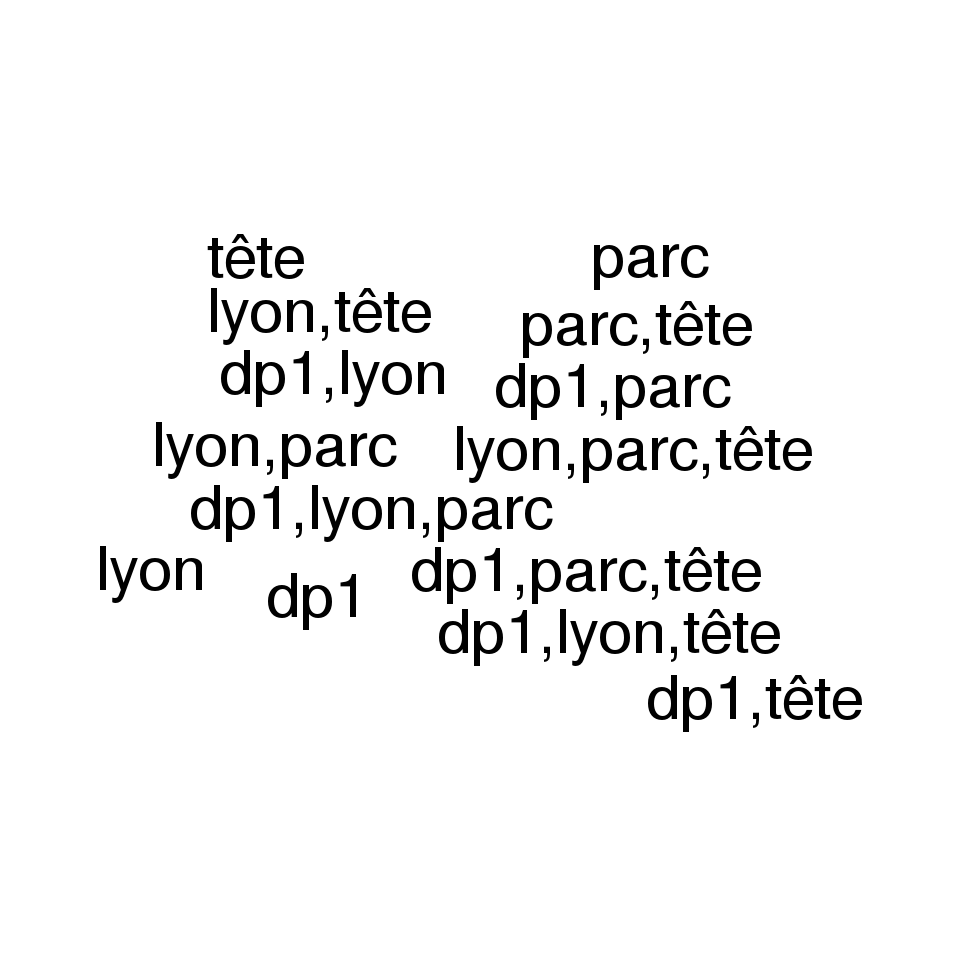 tête
parc
lyon,tête
parc,tête
dp1,lyon
dp1,parc
lyon,parc
lyon,parc,tête
dp1,lyon,parc
lyon
dp1,parc,tête
dp1
dp1,lyon,tête
dp1,tête